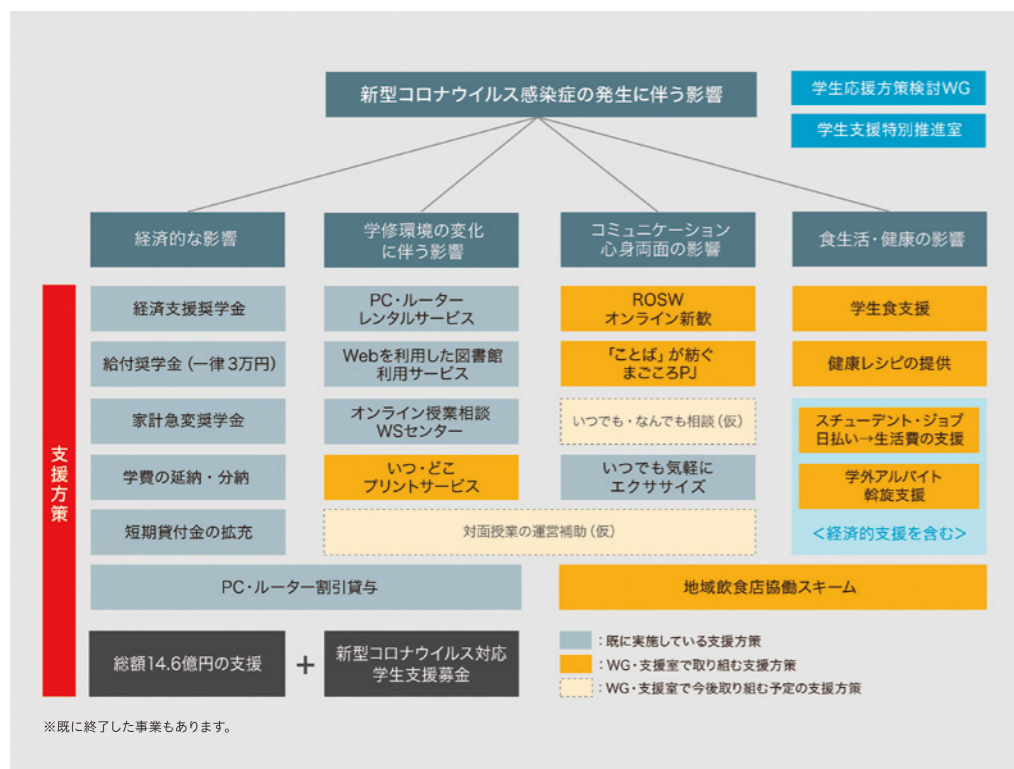 新型コロナウイルス感染症の発生に伴う影響
学生応援方策検討WG
学生支援特別推進室
経済的な影響
学修環境の変化
に伴う影響
コミュニケーション
心身両面の影響
食生活・健康の影響
支援方策
経済支援奨学金
給付奨学金(一律3万円)
家計急変奨学金
学費の延納・分納
短期貸付金の拡充
PC・ルーター
レンタルサービス
Webを利用した図書館
利用サービス
オンライン授業相談
WSセンター
いつ・どこ
プリントサービス
ROSW
オンライン新歓
「ことば」が紡ぐ
まごころPJ
いつでも・なんでも相談(仮)
いつでも気軽に
エクササイズ
対面授業の運営補助(仮)
学生食支援
健康レシピの提供
スチューデント・ジョブ
日払い→生活費の支援
学外アルバイト
斡旋支援
<経済的支援を含む>
PC・ルーター割引貸与
地域飲食店協働スキーム
総額14.6億円の支援
+
新型コロナウイルス対応
学生支援募金
:既に実施している支援方策
:WG・支援室で取り組む支援方策
:WG・支援室で今後取り組む予定の支援方策
※既に終了した事業もあります。